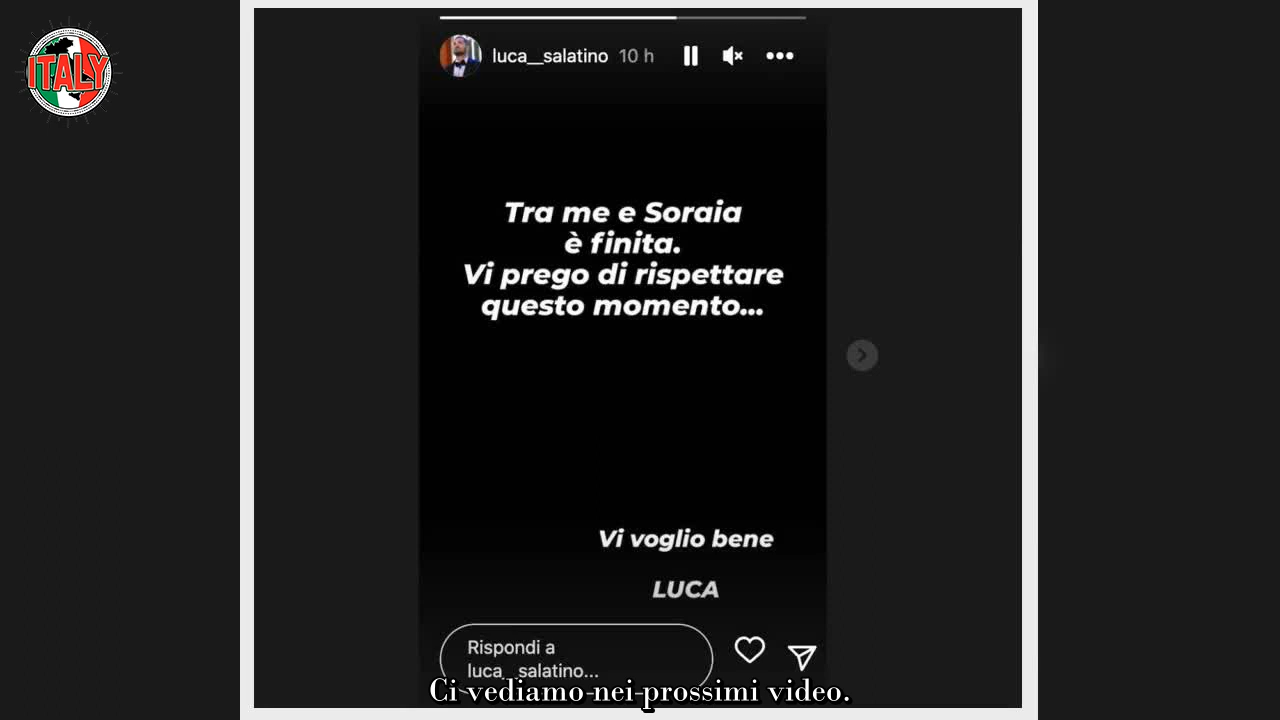 ITALY
luca__salatino 10 h
Tra me e Soraia
è finita.
Vi prego di rispettare
questo momento...
Vi voglio bene
LUCA
Rispondi a
luca__salatino...
Ci vediamo nei prossimi video.